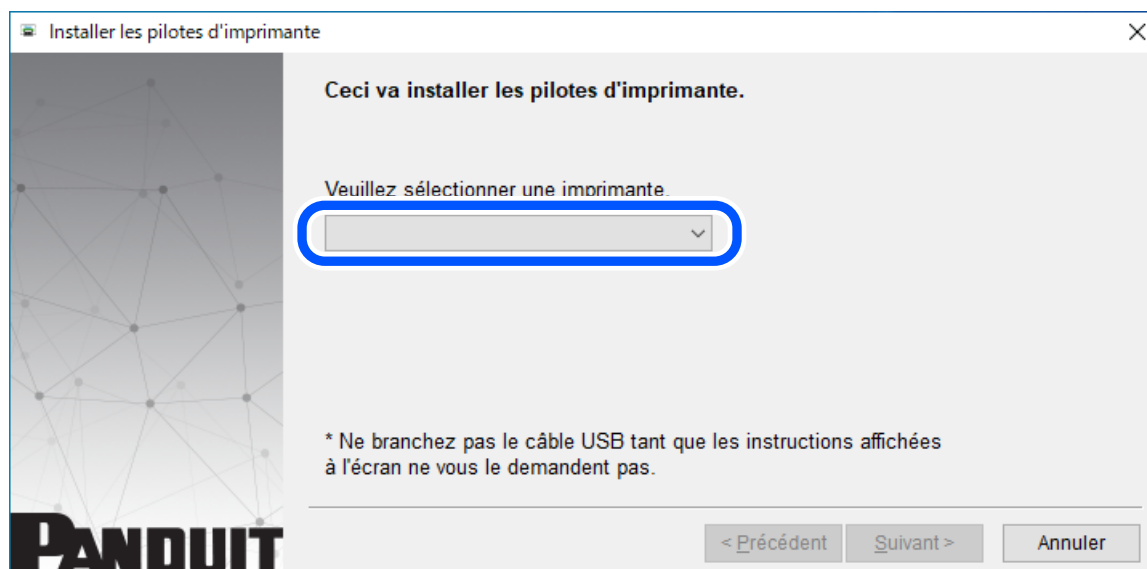 Installer les pilotes d'imprimante
Ceci va installer les pilotes d'imprimante.
Veuillez sélectionner une imprimante.
* Ne branchez pas le câble USB tant que les instructions affichées
à l'écran ne vous le demandent pas.
PANDUIT
< Précédent
Suivant >
Annuler